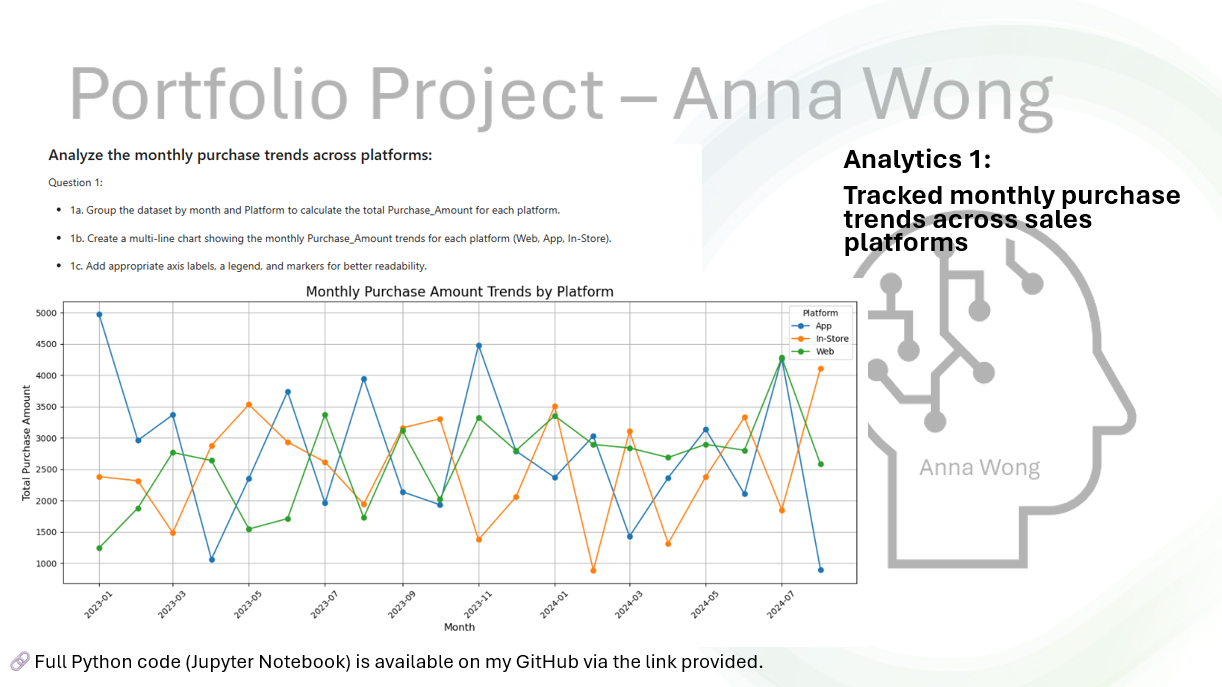 Portfolio Project – Anna Wong
Analyze the monthly purchase trends across platforms:
Question 1:
• 1a. Group the dataset by month and Platform to calculate the total Purchase_Amount for each platform.
• 1b. Create a multi-line chart showing the monthly Purchase_Amount trends for each platform (Web, App, In-Store).
• 1c. Add appropriate axis labels, a legend, and markers for better readability.
Analytics 1:
Tracked monthly purchase
trends across sales
platforms
Monthly Purchase Amount Trends by Platform
Platform
App
In-Store
Web
Total Purchase Amount
5000
4500
4000
3500
3000
2500
2000
1500
1000
2023-01
2023-03
2023-05
2023-07
2023-09
2023-11
2024-01
2024-03
2024-05
2024-07
Month
Anna Wong
🔗 Full Python code (Jupyter Notebook) is available on my GitHub via the link provided.